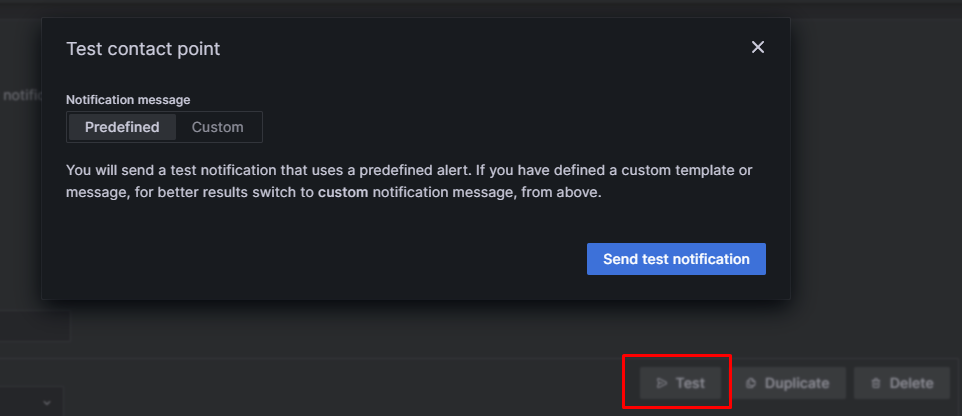 Test contact point
notific
Notification message
Predefined Custom
You will send a test notification that uses a predefined alert. If you have defined a custom template or
message, for better results switch to custom notification message, from above.
Send test notification
Test Duplicate Delete